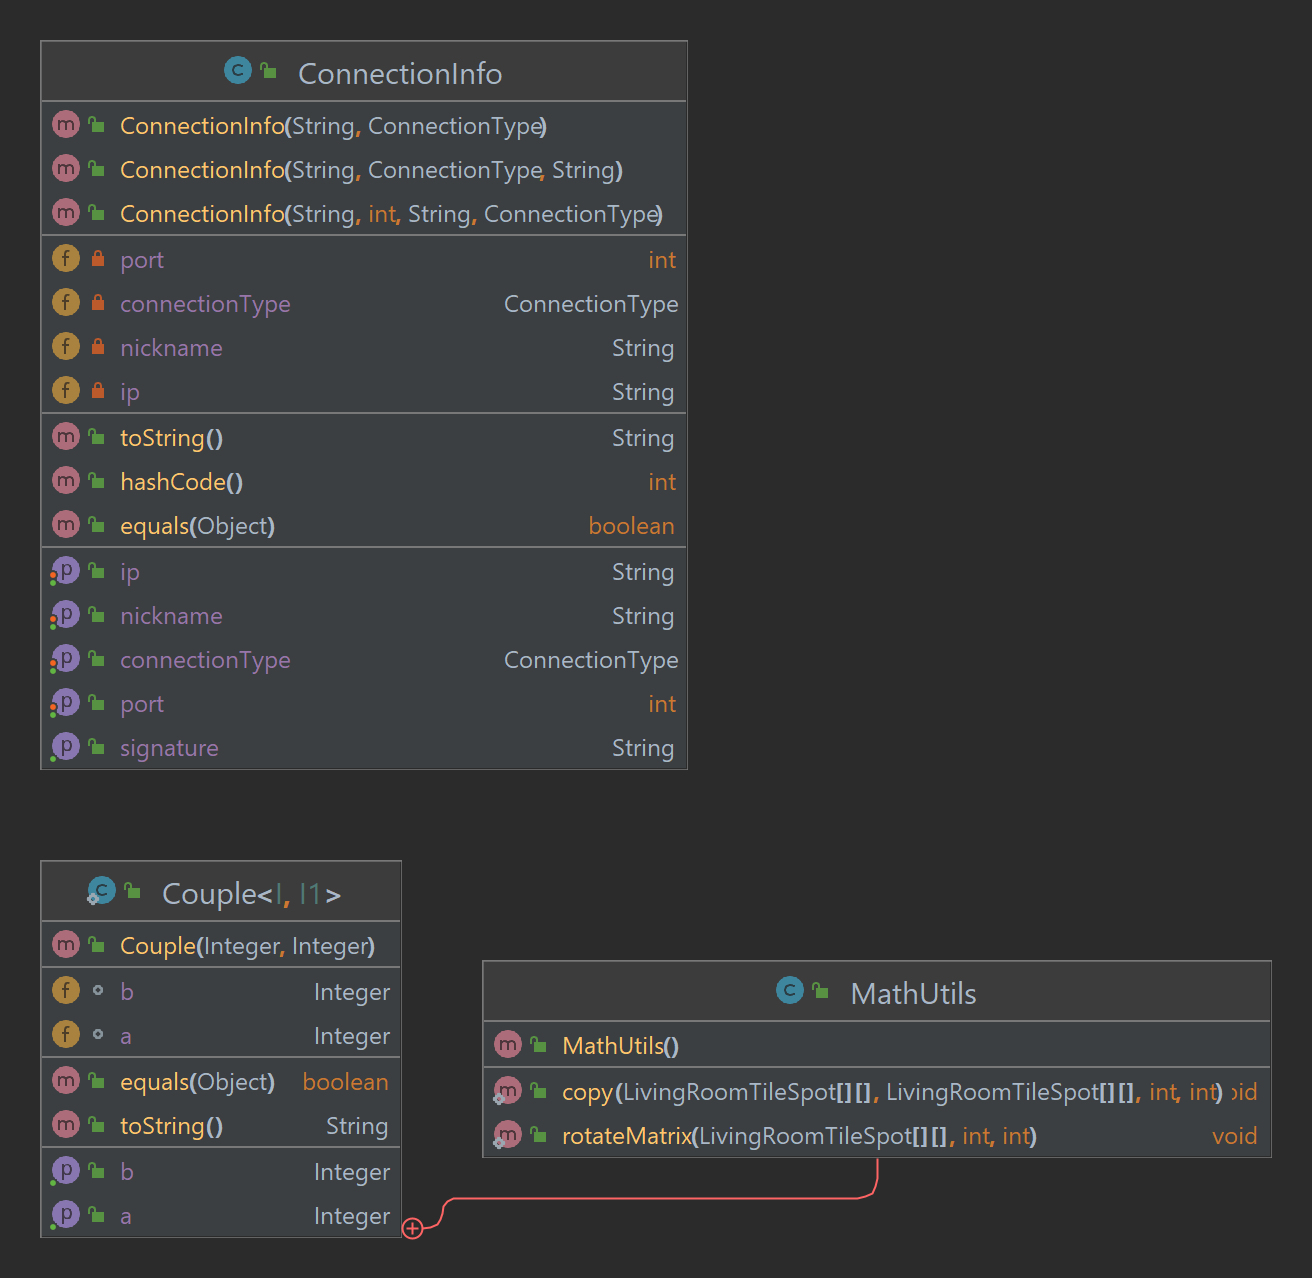 ConnectionInfo
ConnectionInfo(String, ConnectionType)
ConnectionInfo(String, ConnectionType, String)
ConnectionInfo(String, int, String, ConnectionType)
port int
connectionType ConnectionType
nickname String
ip String
toString() String
hashCode() int
equals(Object) boolean
ip String
nickname String
connectionType ConnectionType
port int
signature String
Couple<I, I1>
Couple(Integer, Integer)
b Integer
a Integer
equals(Object) boolean
toString() String
b Integer
a Integer
MathUtils
MathUtils()
copy(LivingRoomTileSpot[][], LivingRoomTileSpot[][], int, int) oid
rotateMatrix(LivingRoomTileSpot[][], int, int) void